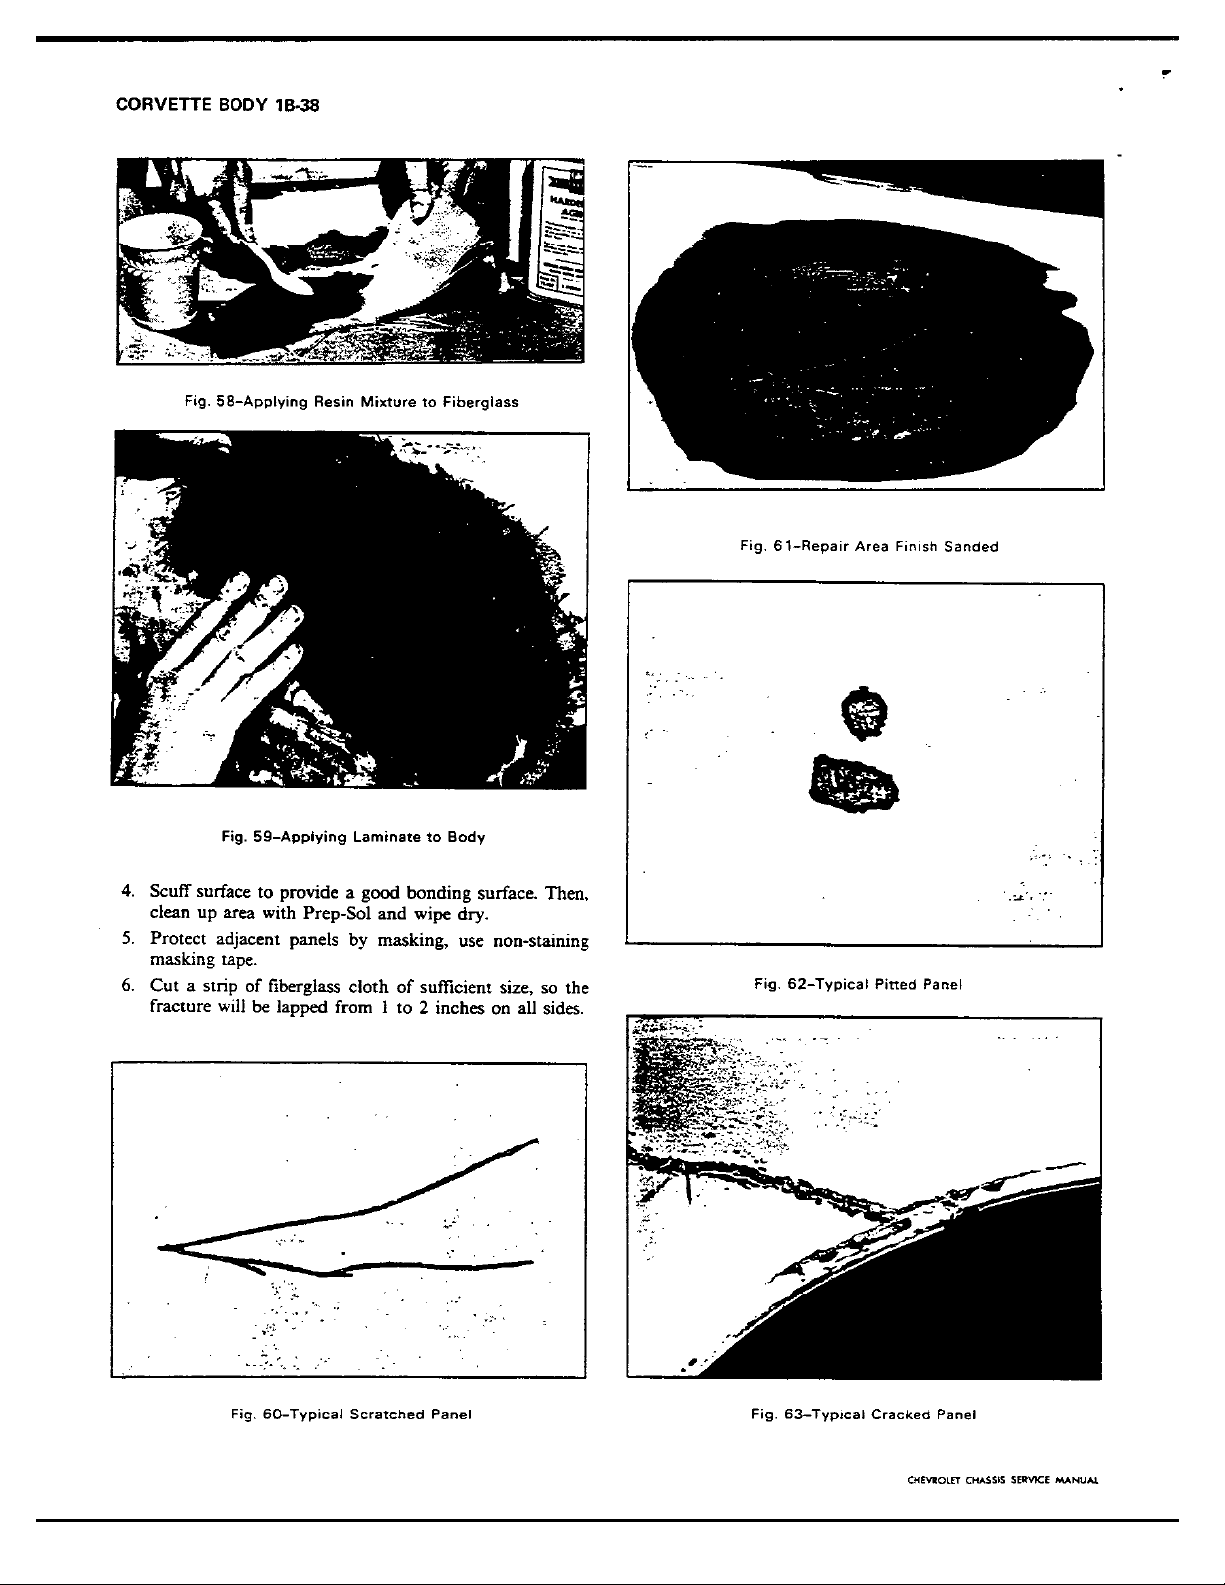 CORVETTE BODY 1B-38
HARDE
Fig. 58–Applying Resin Mixture to Fiberglass
Fig. 59–Applying Laminate to Body
4. Scuff surface to provide a good bonding surface. Then,
clean up area with Prep-Sol and wipe dry.
5. Protect adjacent panels by masking, use non-staining
masking tape.
6. Cut a strip of fiberglass cloth of sufficient size, so the
fracture will be lapped from 1 to 2 inches on all sides.
Fig. 60–Typical Scratched Panel
Fig. 61–Repair Area Finish Sanded
Fig. 62–Typical Pitted Panel
Fig. 63–Typical Cracked Panel
CHEVROLET CHASSIS SERVICE MANUAL